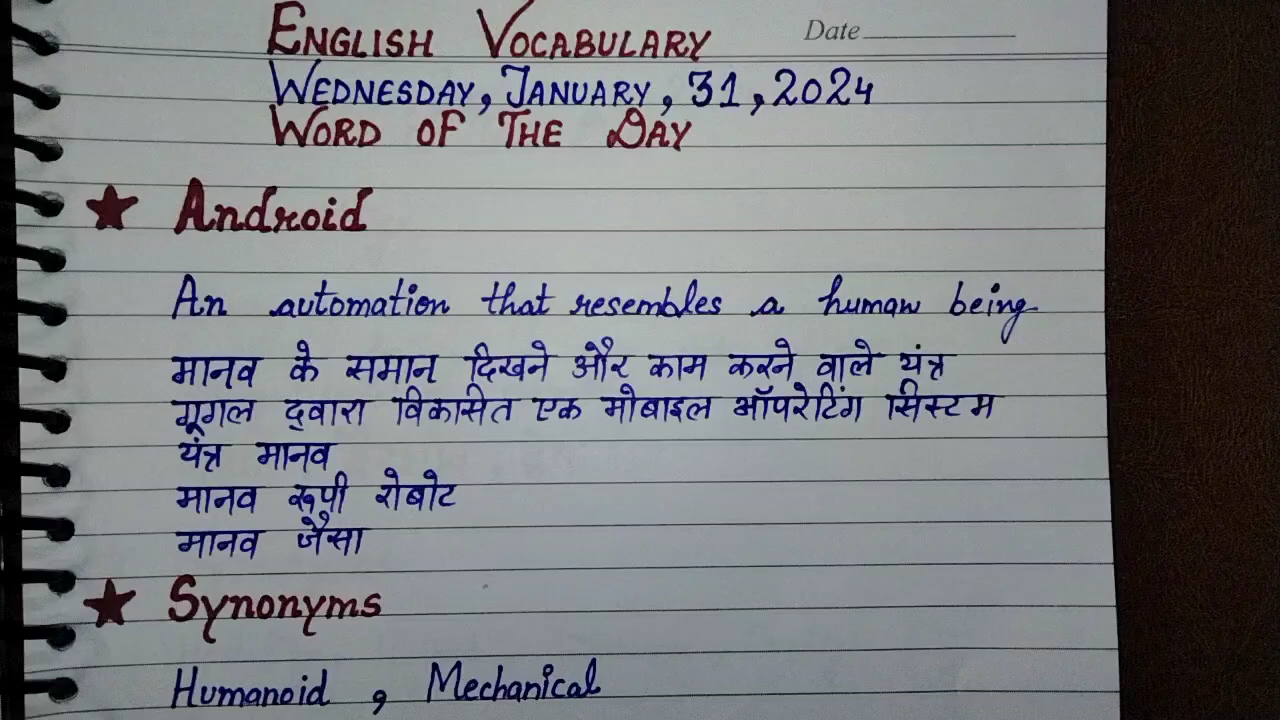 ENGLISH VOCABULARY
Date
WEDNESDAY, JANUARY, 31, 2024
WORD OF THE DAY
★ Android
An automation that resembles a human being
मानव के समान दिखने और काम करने वाले यंत्र
गूगल द्वारा विकासित एक मोबाइल ऑपरेटिंग सिस्टम
यंत्र मानव
मानव रूपी रोबोट
मानव जैसा
★ Synonyms
Humanoid, Mechanical